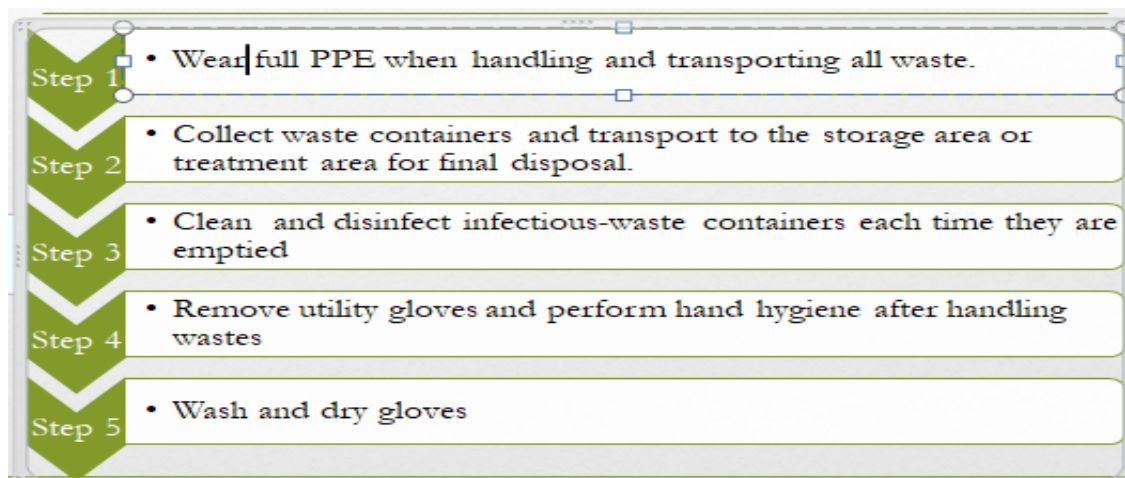 Step 1
• Wear full PPE when handling and transporting all waste.
Step 2
• Collect waste containers and transport to the storage area or
treatment area for final disposal.
Step 3
• Clean and disinfect infectious-waste containers each time they are
emptied
Step 4
• Remove utility gloves and perform hand hygiene after handling
wastes
Step 5
• Wash and dry gloves